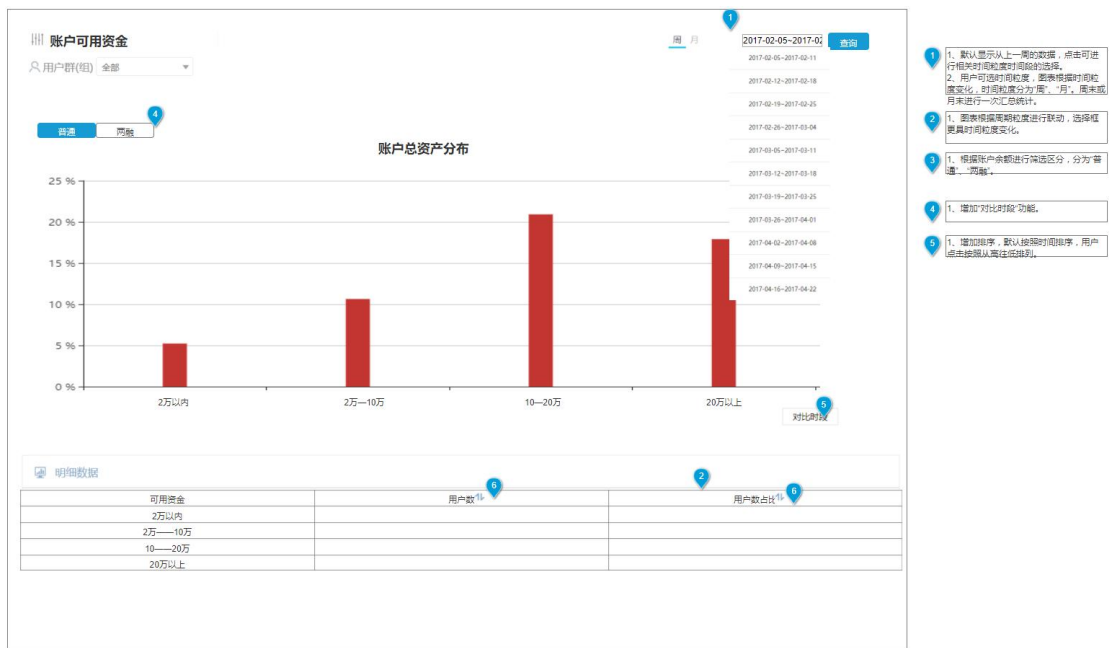 1
账户可用资金
周 月 2017-02-05~2017-02 查询
用户群(组) 全部
2017-02-05~2017-02-11
2017-02-12~2017-02-18
2017-02-19~2017-02-25
2017-02-26~2017-03-04
2017-03-05~2017-03-11
2017-03-12~2017-03-18
2017-03-19~2017-03-25
2017-03-26~2017-04-01
2017-04-02~2017-04-08
2017-04-09~2017-04-15
2017-04-16~2017-04-22
4
普通 两融
账户总资产分布
25 %
20 %
15 %
10 %
5 %
0 %
2万以内 2万—10万 10—20万 20万以上
5
对比时段
明细数据
6 2 6
可用资金 用户数 用户数占比
2万以内
2万——10万
10——20万
20万以上
1
1、默认显示从上一周的数据，点击可进
行相关时间粒度时间段的选择。
2、用户可选时间粒度，图表根据时间粒
度变化，时间粒度分为“周”、“月”。周末或
月末进行一次汇总统计。
2
1、图表根据周期粒度进行联动，选择框
更具时间粒度变化。
3
1、根据账户余额进行筛选区分，分为“普
通”、“两融”。
4
1、增加“对比时段”功能。
5
1、增加排序，默认按照时间排序，用户
点击按照从高往低排列。